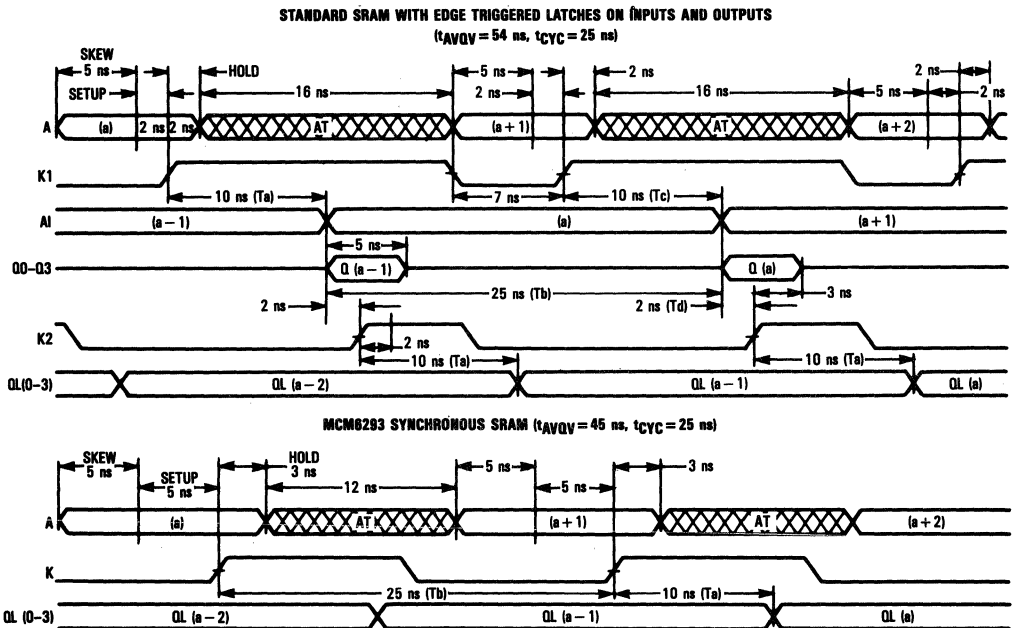 STANDARD SRAM WITH EDGE TRIGGERED LATCHES ON INPUTS AND OUTPUTS
(tAVQV = 54 ns, tCYC = 25 ns)
SKEW
5 ns
HOLD
5 ns
2 ns
2 ns
SETUP
16 ns
2 ns
16 ns
5 ns
2 ns
A
(a)
2 ns
2 ns
AT
(a + 1)
AT
(a + 2)
K1
10 ns (Ta)
7 ns
10 ns (Tc)
AI
(a − 1)
(a)
(a + 1)
5 ns
Q0-Q3
Q (a − 1)
Q (a)
25 ns (Tb)
3 ns
2 ns
2 ns (Td)
K2
2 ns
10 ns (Ta)
10 ns (Ta)
QL(0-3)
QL (a − 2)
QL (a − 1)
QL (a)
MCM6293 SYNCHRONOUS SRAM (tAVQV = 45 ns, tCYC = 25 ns)
SKEW
5 ns
SETUP
5 ns
HOLD
3 ns
5 ns
3 ns
12 ns
5 ns
A
(a)
AT
(a + 1)
AT
(a + 2)
K
25 ns (Tb)
10 ns (Ta)
QL (0-3)
QL (a − 2)
QL (a − 1)
QL (a)